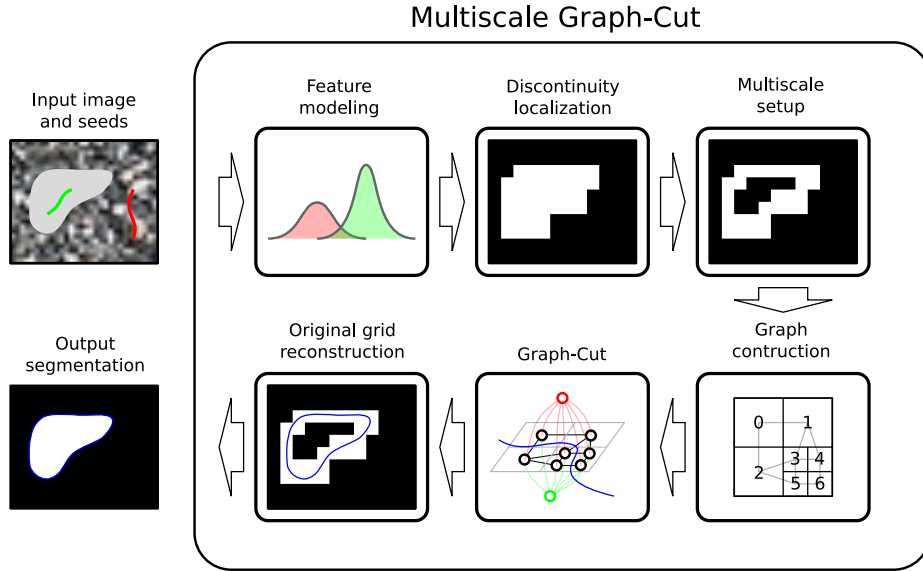 Multiscale Graph-Cut
Input image
and seeds
Feature
modeling
Discontinuity
localization
Multiscale
setup
Output
segmentation
Original grid
reconstruction
Graph-Cut
Graph
contruction
0 1
2 3 4
5 6